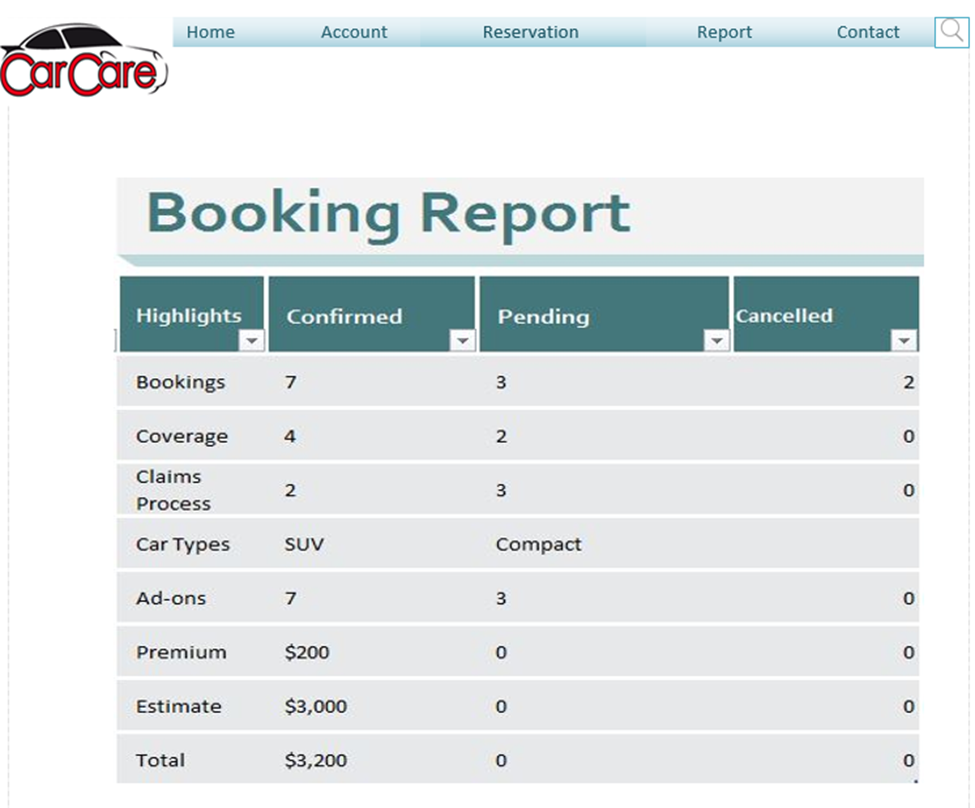 CarCare
Home Account Reservation Report Contact
Booking Report
Highlights Confirmed Pending Cancelled
Bookings 7 3 2
Coverage 4 2 0
Claims
Process 2 3 0
Car Types SUV Compact
Ad-ons 7 3 0
Premium $200 0 0
Estimate $3,000 0 0
Total $3,200 0 0